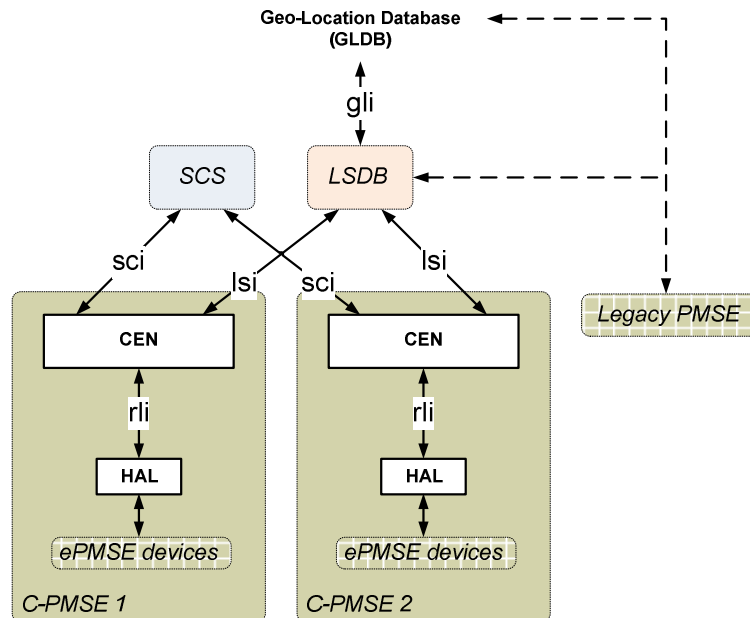 Geo-Location Database
(GLDB)
gli
SCS
LSDB
sci
lsi
sci
lsi
Legacy PMSE
CEN
CEN
rli
rli
HAL
HAL
ePMSE devices
ePMSE devices
C-PMSE 1
C-PMSE 2